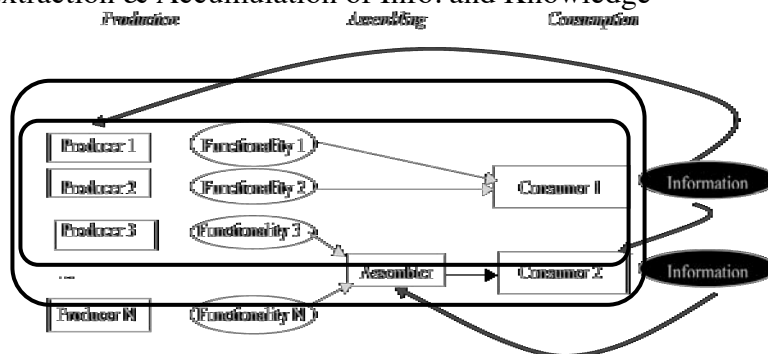 xtraction & Accumulation of Info. and Knowledge
Production Assembling Consumption
Producer 1 Functionality 1
Producer 2 Functionality 2 Consumer 1 Information
Producer 3 Functionality 3
.... Assembler Consumer 2 Information
Producer N Functionality N